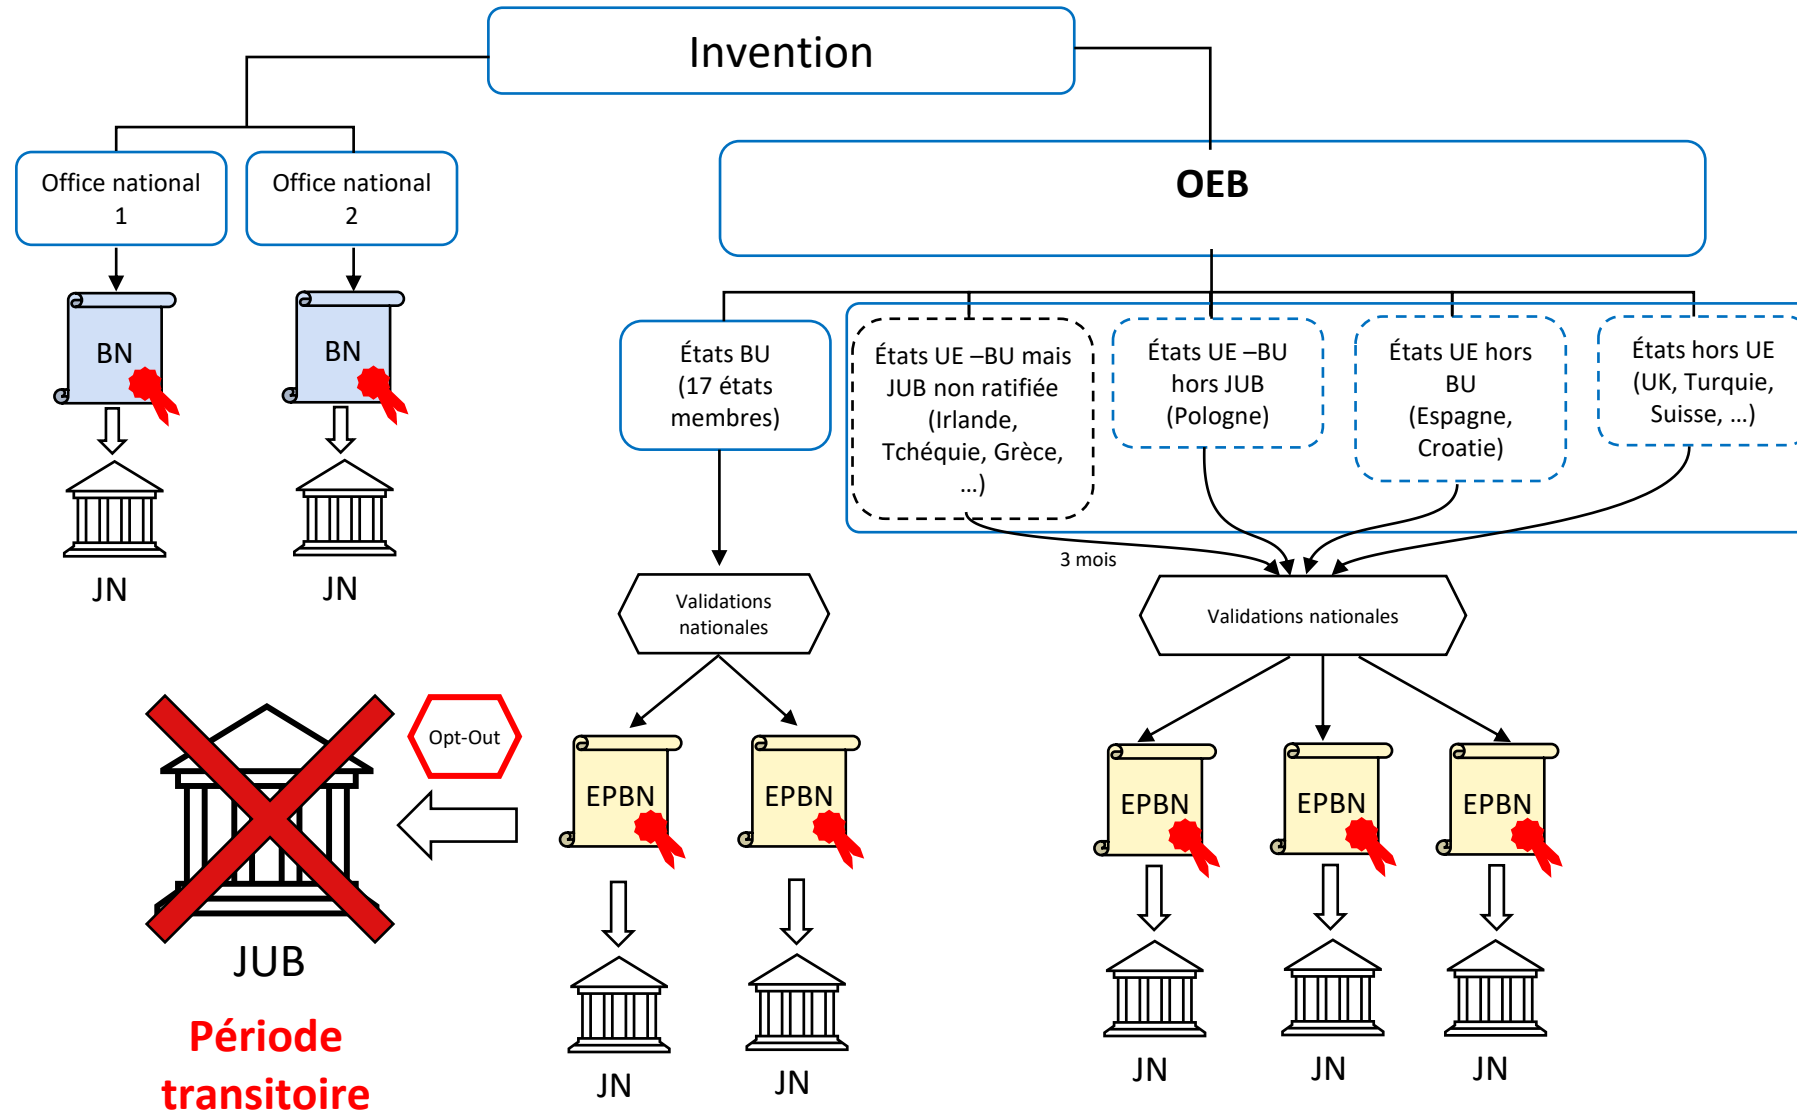 Invention
Office national
1
Office national
2
OEB
BN
BN
JN
JN
États BU
(17 états
membres)
États UE –BU mais
JUB non ratifiée
(Irlande,
Tchéquie, Grèce,
…)
États UE –BU
hors JUB
(Pologne)
États UE hors
BU
(Espagne,
Croatie)
États hors UE
(UK, Turquie,
Suisse, …)
3 mois
Validations
nationales
Validations nationales
Opt-Out
EPBN
EPBN
EPBN
EPBN
EPBN
JUB
Période
transitoire
JN
JN
JN
JN
JN